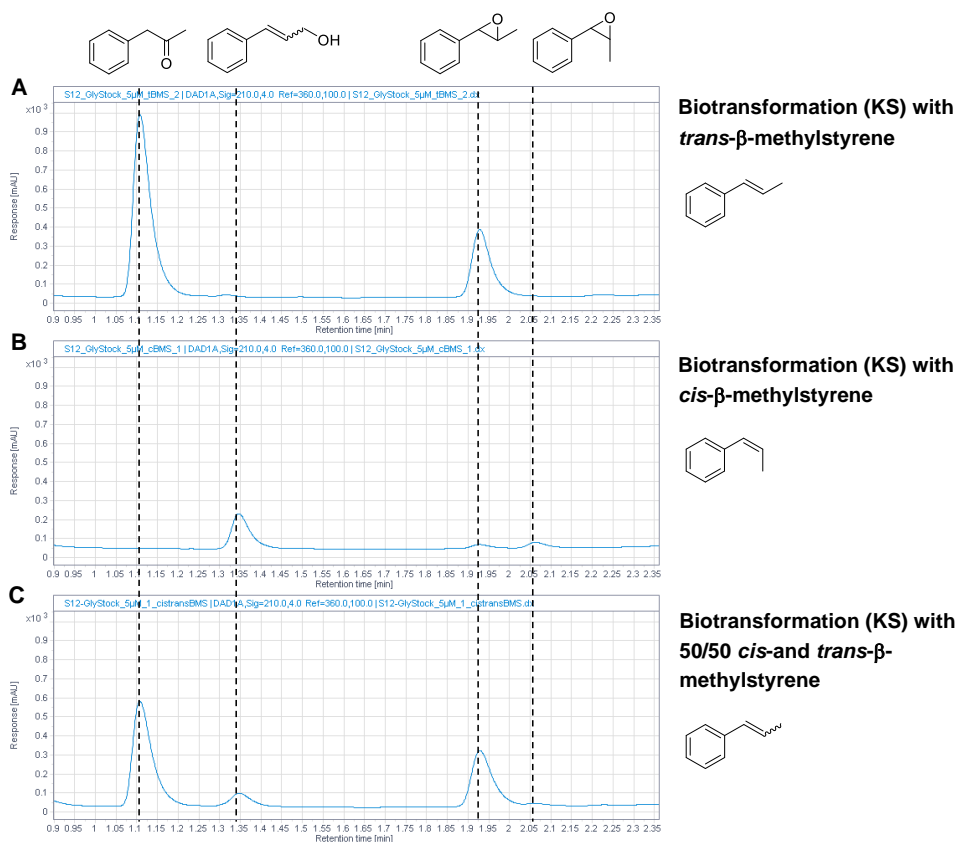 O
OH
O
O
A
S12_GlyStock_5µM_tBMS_2 | DAD1A,Sig=210.0,4.0 Ref=360.0,100.0 | S12_GlyStock_5µM_tBMS_2.dx
x10 3
0.9
0.8
0.7
0.6
0.5
0.4
0.3
0.2
0.1
0
Response [mAU]
0.9 0.95 1 1.05 1.1 1.15 1.2 1.25 1.3 1.35 1.4 1.45 1.5 1.55 1.6 1.65 1.7 1.75 1.8 1.85 1.9 1.95 2 2.05 2.1 2.15 2.2 2.25 2.3 2.35
Retention time [min]
Biotransformation (KS) with
trans-β-methylstyrene
B
S12_GlyStock_5µM_cBMS_1 | DAD1A,Sig=210.0,4.0 Ref=360.0,100.0 | S12_GlyStock_5µM_cBMS_1.dx
x10 3
0.9
0.8
0.7
0.6
0.5
0.4
0.3
0.2
0.1
0
Response [mAU]
0.9 0.95 1 1.05 1.1 1.15 1.2 1.25 1.3 1.35 1.4 1.45 1.5 1.55 1.6 1.65 1.7 1.75 1.8 1.85 1.9 1.95 2 2.05 2.1 2.15 2.2 2.25 2.3 2.35
Retention time [min]
Biotransformation (KS) with
cis-β-methylstyrene
C
S12-GlyStock_5µM_1_cistransBMS | DAD1A,Sig=210.0,4.0 Ref=360.0,100.0 | S12-GlyStock_5µM_1_cistransBMS.dx
x10 3
0.9
0.8
0.7
0.6
0.5
0.4
0.3
0.2
0.1
0
Response [mAU]
0.9 0.95 1 1.05 1.1 1.15 1.2 1.25 1.3 1.35 1.4 1.45 1.5 1.55 1.6 1.65 1.7 1.75 1.8 1.85 1.9 1.95 2 2.05 2.1 2.15 2.2 2.25 2.3 2.35
Retention time [min]
Biotransformation (KS) with
50/50 cis-and trans-β-
methylstyrene